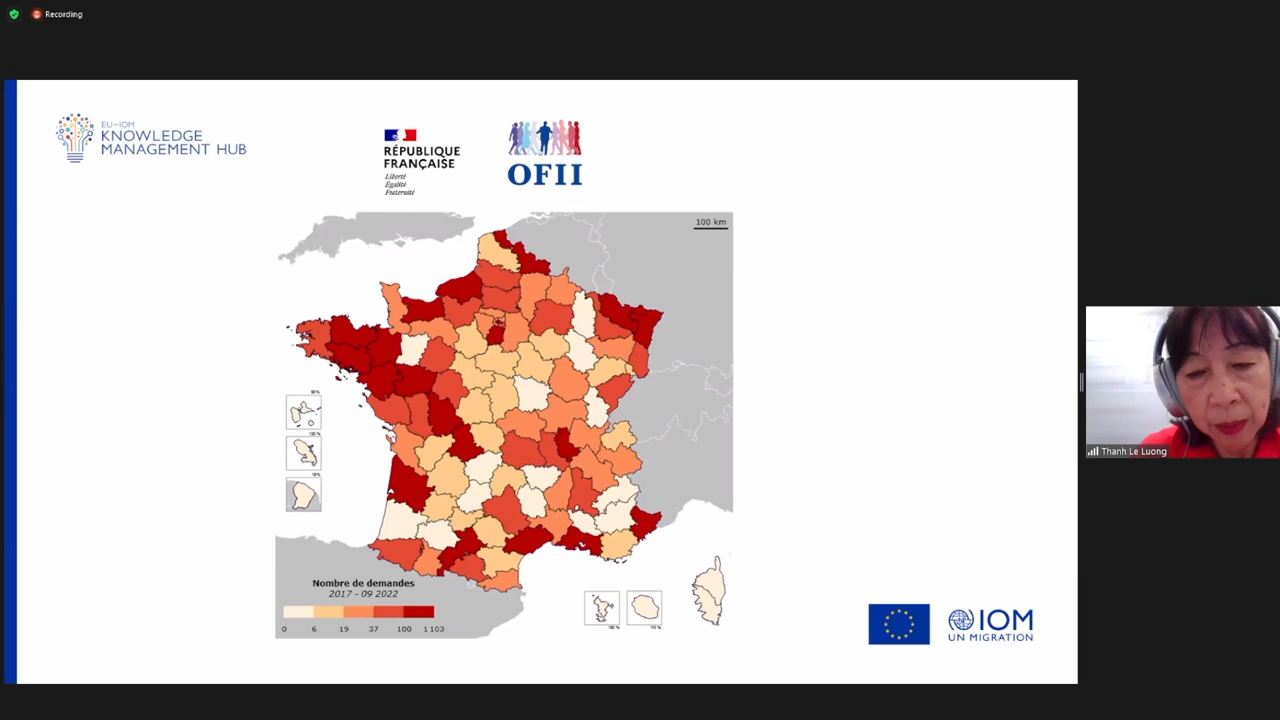 Recording
EU-IOM
KNOWLEDGE
MANAGEMENT HUB
RÉPUBLIQUE
FRANÇAISE
Liberté
Égalité
Fraternité
OFII
100 km
Thanh Le Luong
Nombre de demandes
2017 - 09 2022
0 6 19 37 100 1 103
IOM
UN MIGRATION